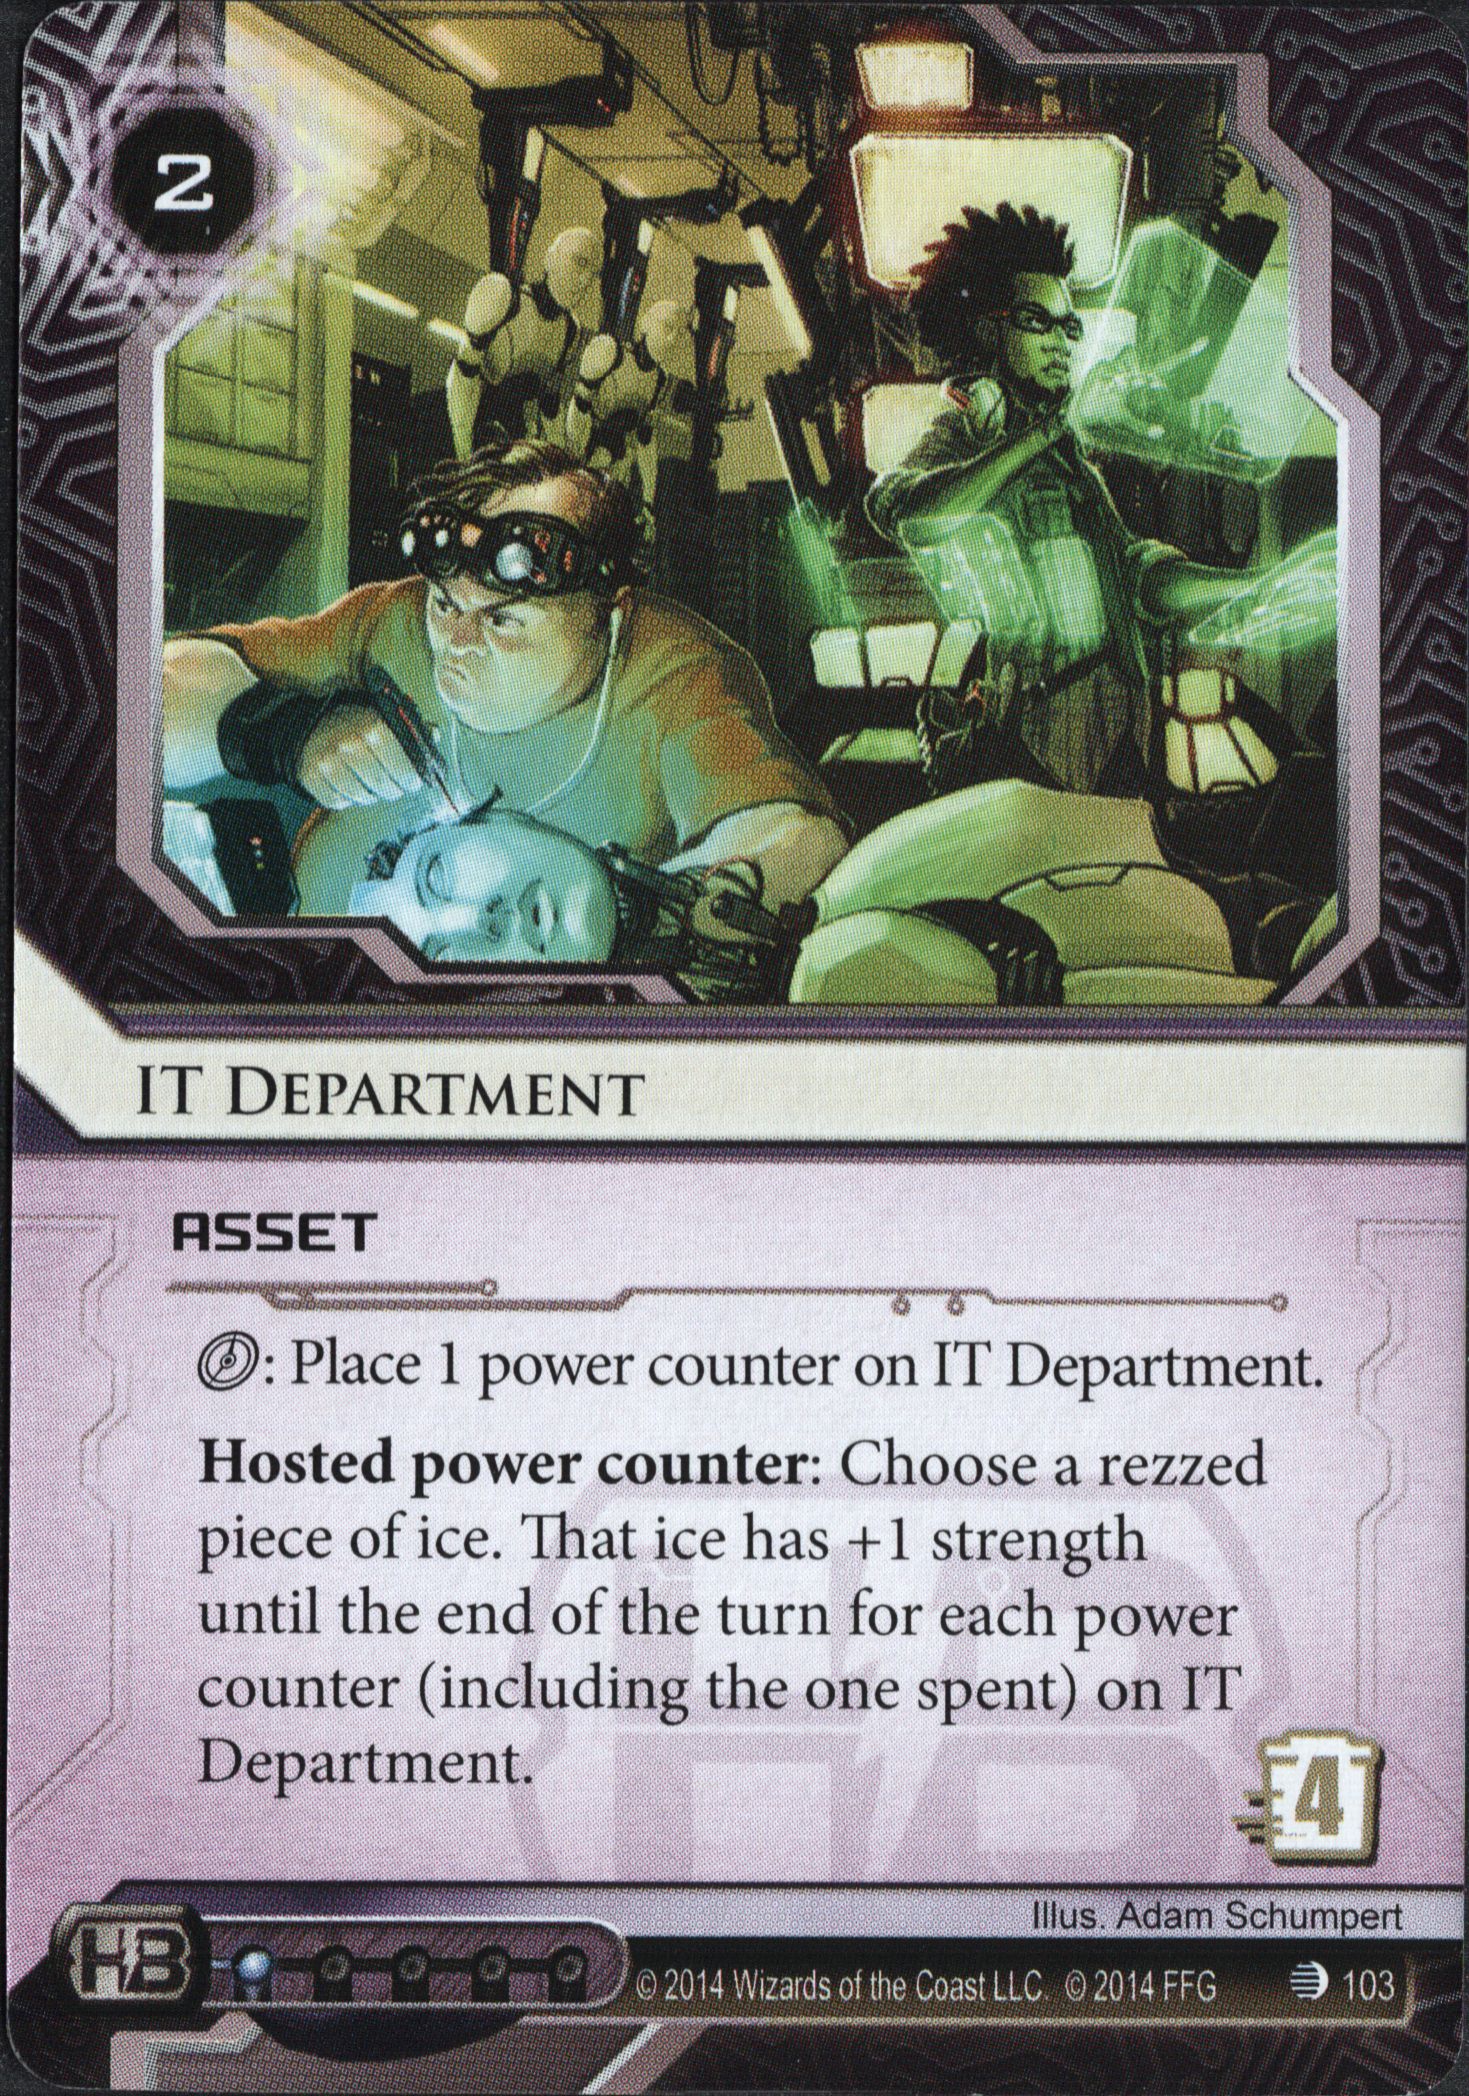 2
IT DEPARTMENT
ASSET
: Place 1 power counter on IT Department.
Hosted power counter: Choose a rezzed
piece of ice. That ice has +1 strength
until the end of the turn for each power
counter (including the one spent) on IT
Department.
4
Illus. Adam Schumpert
HB
© 2014 Wizards of the Coast LLC. © 2014 FFG 103